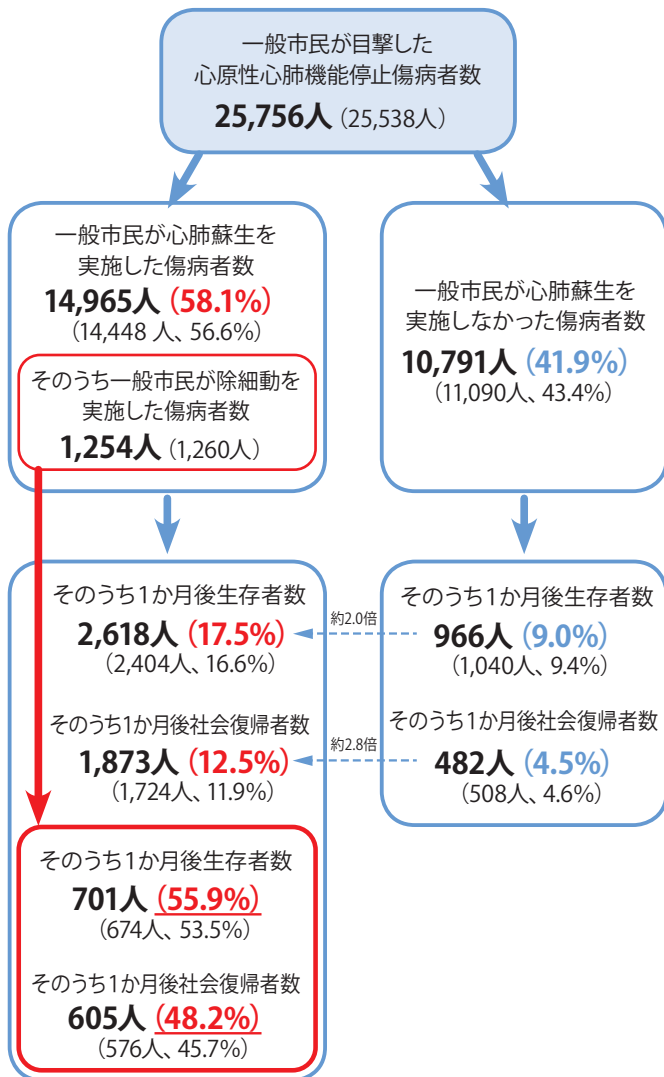 一般市民が目撃した
心原性心肺機能停止傷病者数
25,756人（25,538人）
一般市民が心肺蘇生を
実施した傷病者数
14,965人（58.1%）
（14,448 人、56.6%）
そのうち一般市民が除細動を
実施した傷病者数
1,254人（1,260人）
一般市民が心肺蘇生を
実施しなかった傷病者数
10,791人（41.9%）
（11,090人、43.4%）
そのうち1か月後生存者数
2,618人（17.5%）
（2,404人、16.6%）
約2.0倍
そのうち1か月後生存者数
966人（9.0%）
（1,040人、9.4%）
そのうち1か月後社会復帰者数
1,873人（12.5%）
（1,724人、11.9%）
約2.8倍
そのうち1か月後社会復帰者数
482人（4.5%）
（508人、4.6%）
そのうち1か月後生存者数
701人（55.9%）
（674人、53.5%）
そのうち1か月後社会復帰者数
605人（48.2%）
（576人、45.7%）